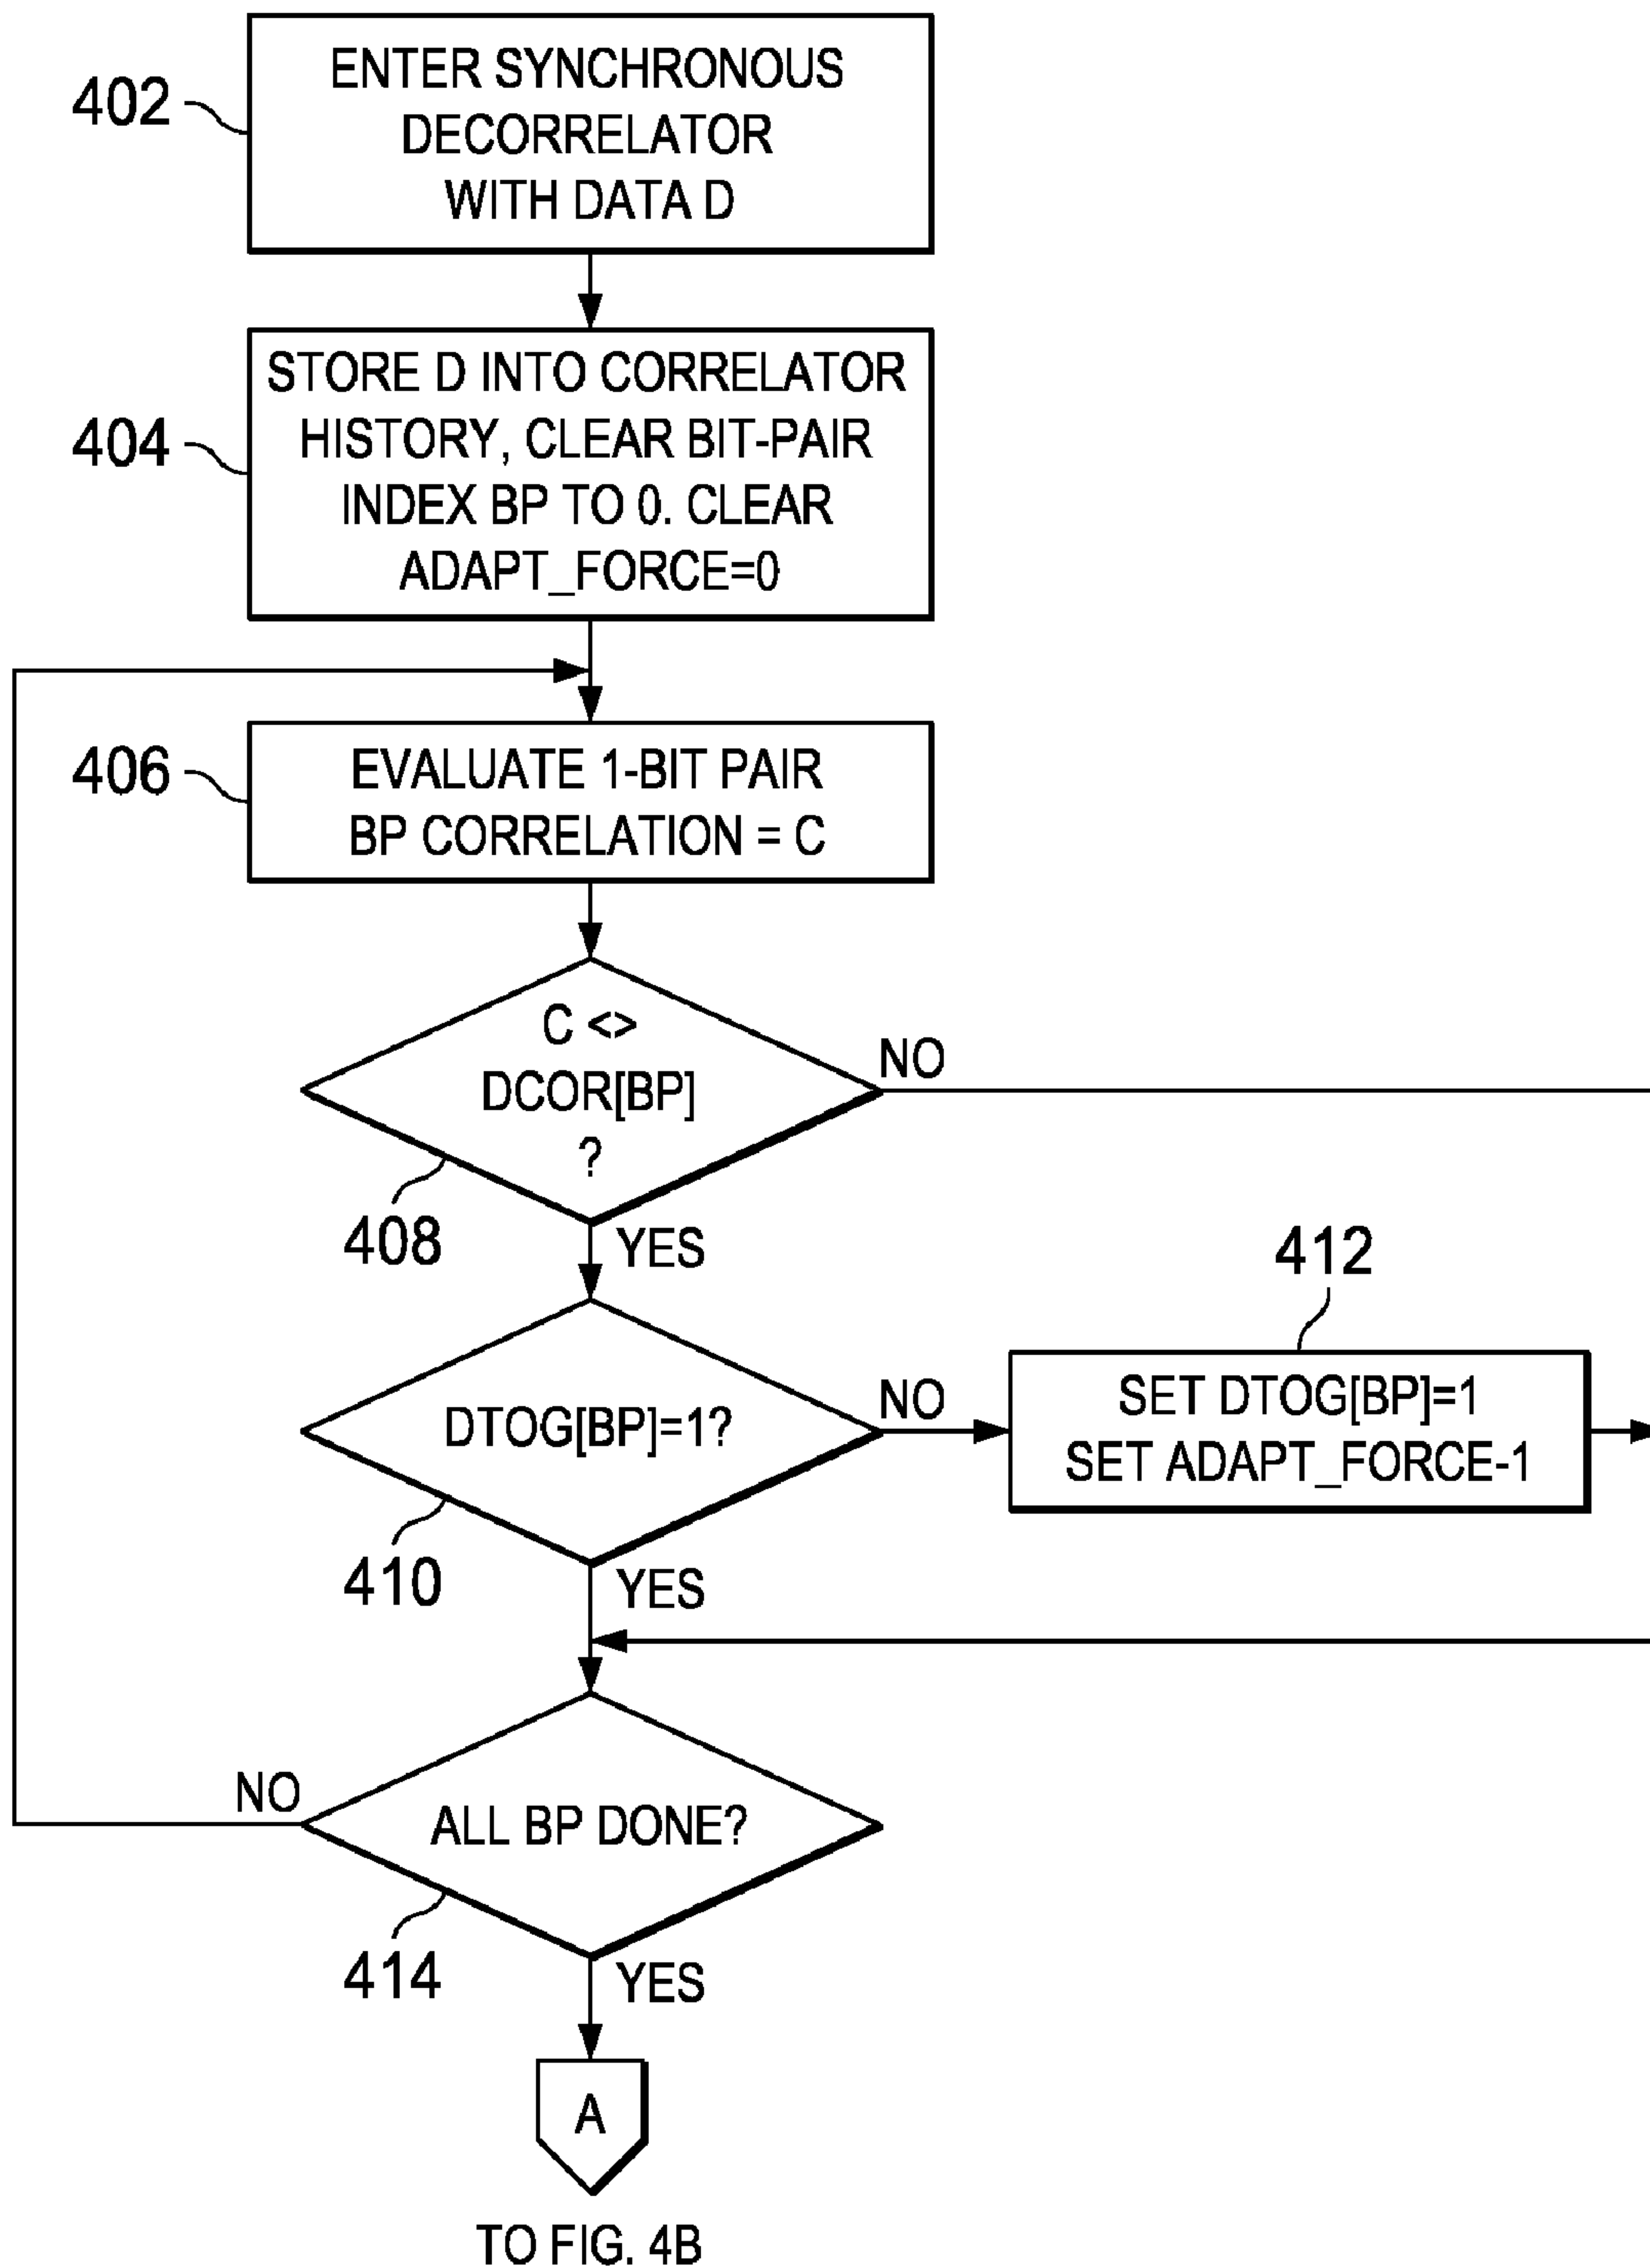 402
ENTER SYNCHRONOUS
DECORRELATOR
WITH DATA D
404
STORE D INTO CORRELATOR
HISTORY, CLEAR BIT-PAIR
INDEX BP TO 0. CLEAR
ADAPT_FORCE=0
406
EVALUATE 1-BIT PAIR
BP CORRELATION = C
C <>
DCOR[BP]
?
NO
408
YES
412
DTOG[BP]=1?
NO
SET DTOG[BP]=1
SET ADAPT_FORCE-1
410
YES
NO
ALL BP DONE?
414
YES
A
TO FIG. 4B